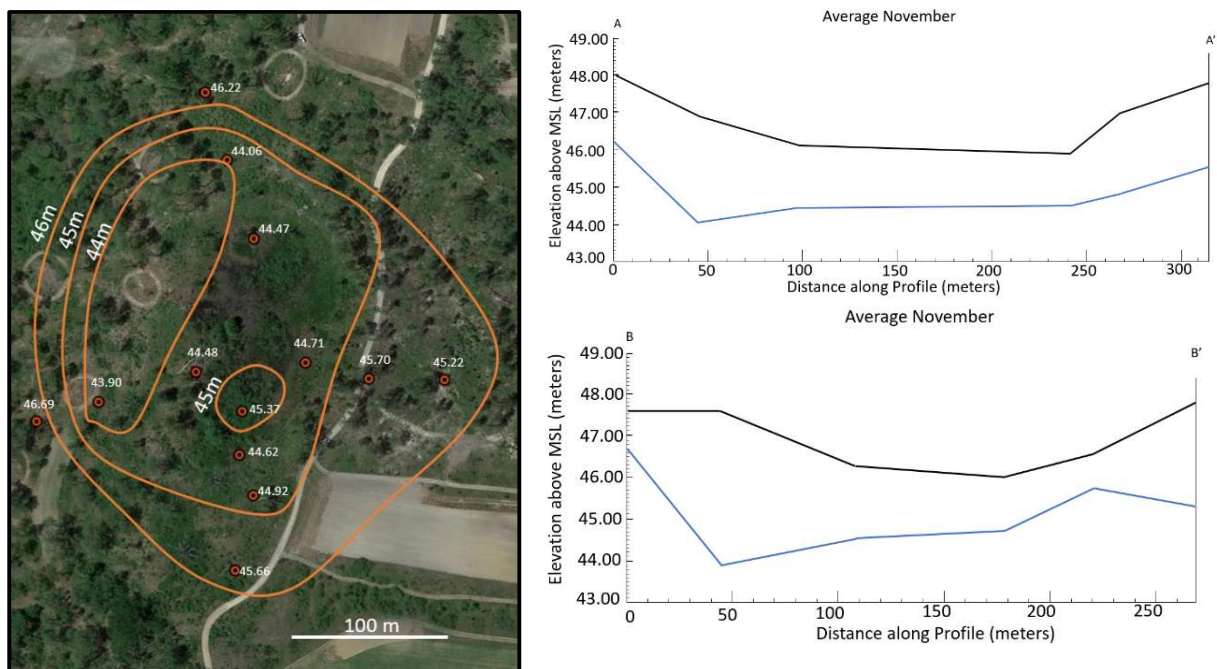 46.22
44.06
46m
45m
44m
44.47
44.48
44.71
45.70
45.22
43.90
46.69
45m
45.37
44.62
44.92
45.66
100 m
Average November
A
A'
49.00
48.00
47.00
46.00
45.00
44.00
43.00
Elevation above MSL (meters)
0
50
100
150
200
250
300
Distance along Profile (meters)
Average November
B
B'
49.00
48.00
47.00
46.00
45.00
44.00
43.00
Elevation above MSL (meters)
0
50
100
150
200
250
Distance along Profile (meters)